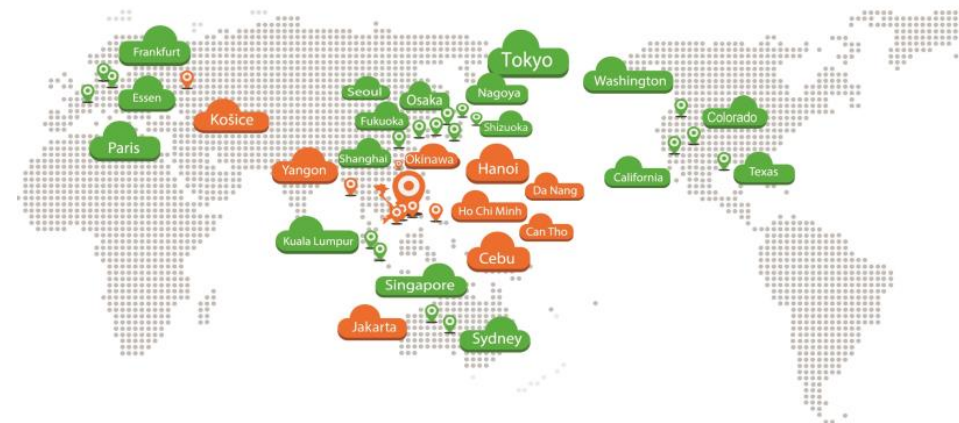 Frankfurt
Tokyo
Washington
Essen
Seoul
Osaka
Nagoya
Košice
Fukuoka
Shizuoka
Colorado
Paris
Shanghai
Okinawa
Yangon
Hanoi
California
Texas
Da Nang
Ho Chi Minh
Can Tho
Kuala Lumpur
Cebu
Singapore
Jakarta
Sydney